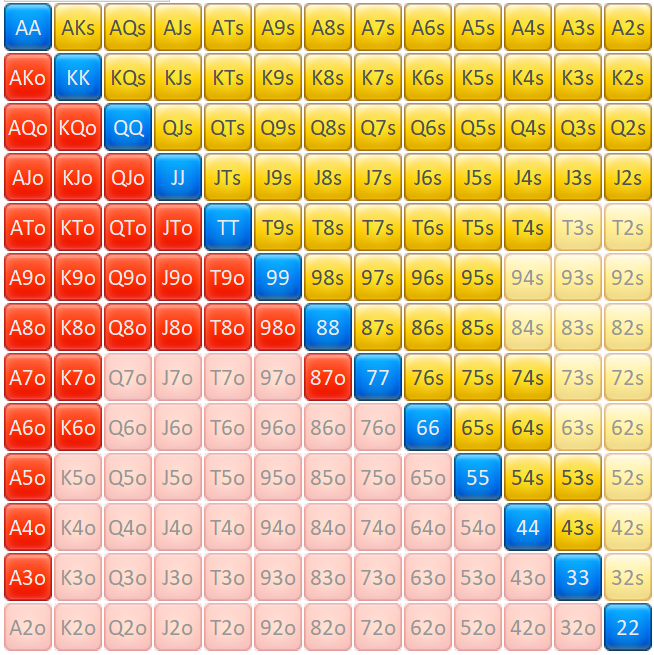 AA AKs AQs AJs ATs A9s A8s A7s A6s A5s A4s A3s A2s
AKo KK KQs KJs KTs K9s K8s K7s K6s K5s K4s K3s K2s
AQo KQo QQ QJs QTs Q9s Q8s Q7s Q6s Q5s Q4s Q3s Q2s
AJo KJo QJo JJ JTs J9s J8s J7s J6s J5s J4s J3s J2s
ATo KTo QTo JTo TT T9s T8s T7s T6s T5s T4s T3s T2s
A9o K9o Q9o J9o T9o 99 98s 97s 96s 95s 94s 93s 92s
A8o K8o Q8o J8o T8o 98o 88 87s 86s 85s 84s 83s 82s
A7o K7o Q7o J7o T7o 97o 87o 77 76s 75s 74s 73s 72s
A6o K6o Q6o J6o T6o 96o 86o 76o 66 65s 64s 63s 62s
A5o K5o Q5o J5o T5o 95o 85o 75o 65o 55 54s 53s 52s
A4o K4o Q4o J4o T4o 94o 84o 74o 64o 54o 44 43s 42s
A3o K3o Q3o J3o T3o 93o 83o 73o 63o 53o 43o 33 32s
A2o K2o Q2o J2o T2o 92o 82o 72o 62o 52o 42o 32o 22